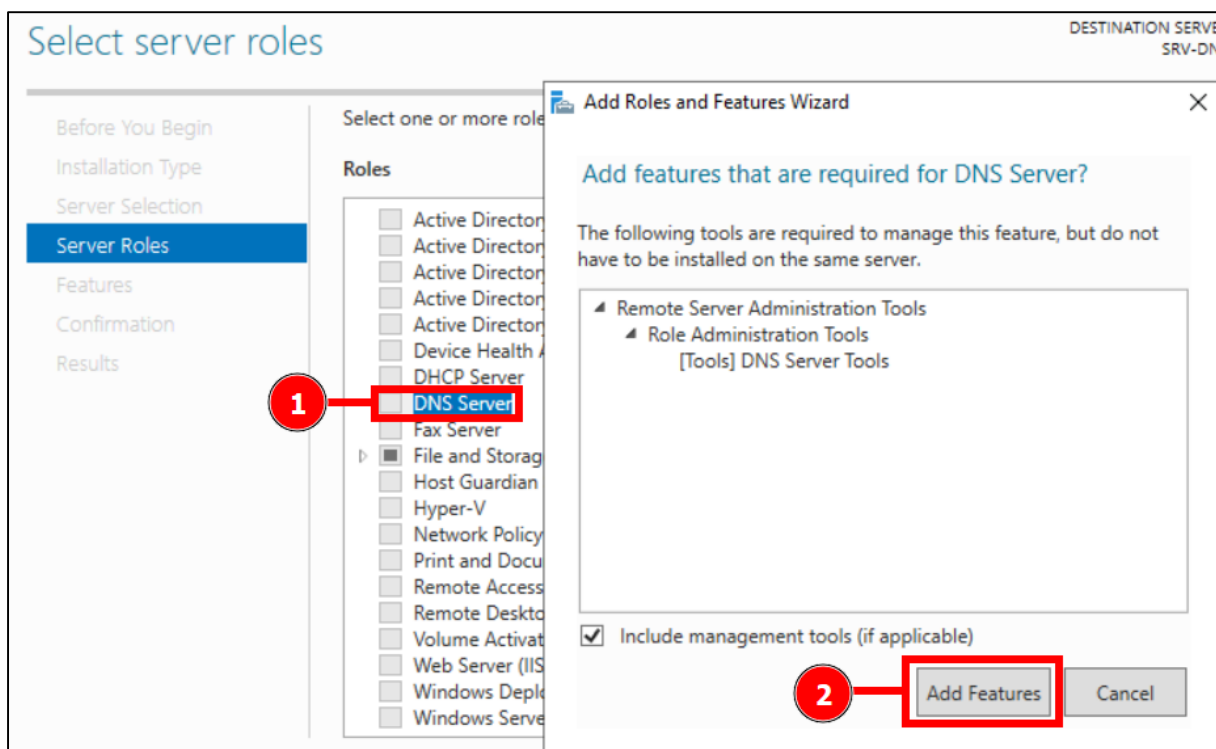 Select server roles
DESTINATION SERVE
SRV-DN
Before You Begin
Installation Type
Server Selection
Server Roles
Features
Confirmation
Results
Select one or more role
Roles
Active Director
Active Director
Active Director
Active Director
Active Director
Device Health A
DHCP Server
DNS Server
Fax Server
File and Storag
Host Guardian
Hyper-V
Network Policy
Print and Docu
Remote Access
Remote Deskto
Volume Activat
Web Server (IIS
Windows Deplo
Windows Serve
1
Add Roles and Features Wizard
Add features that are required for DNS Server?
The following tools are required to manage this feature, but do not
have to be installed on the same server.
Remote Server Administration Tools
Role Administration Tools
[Tools] DNS Server Tools
Include management tools (if applicable)
2
Add Features
Cancel